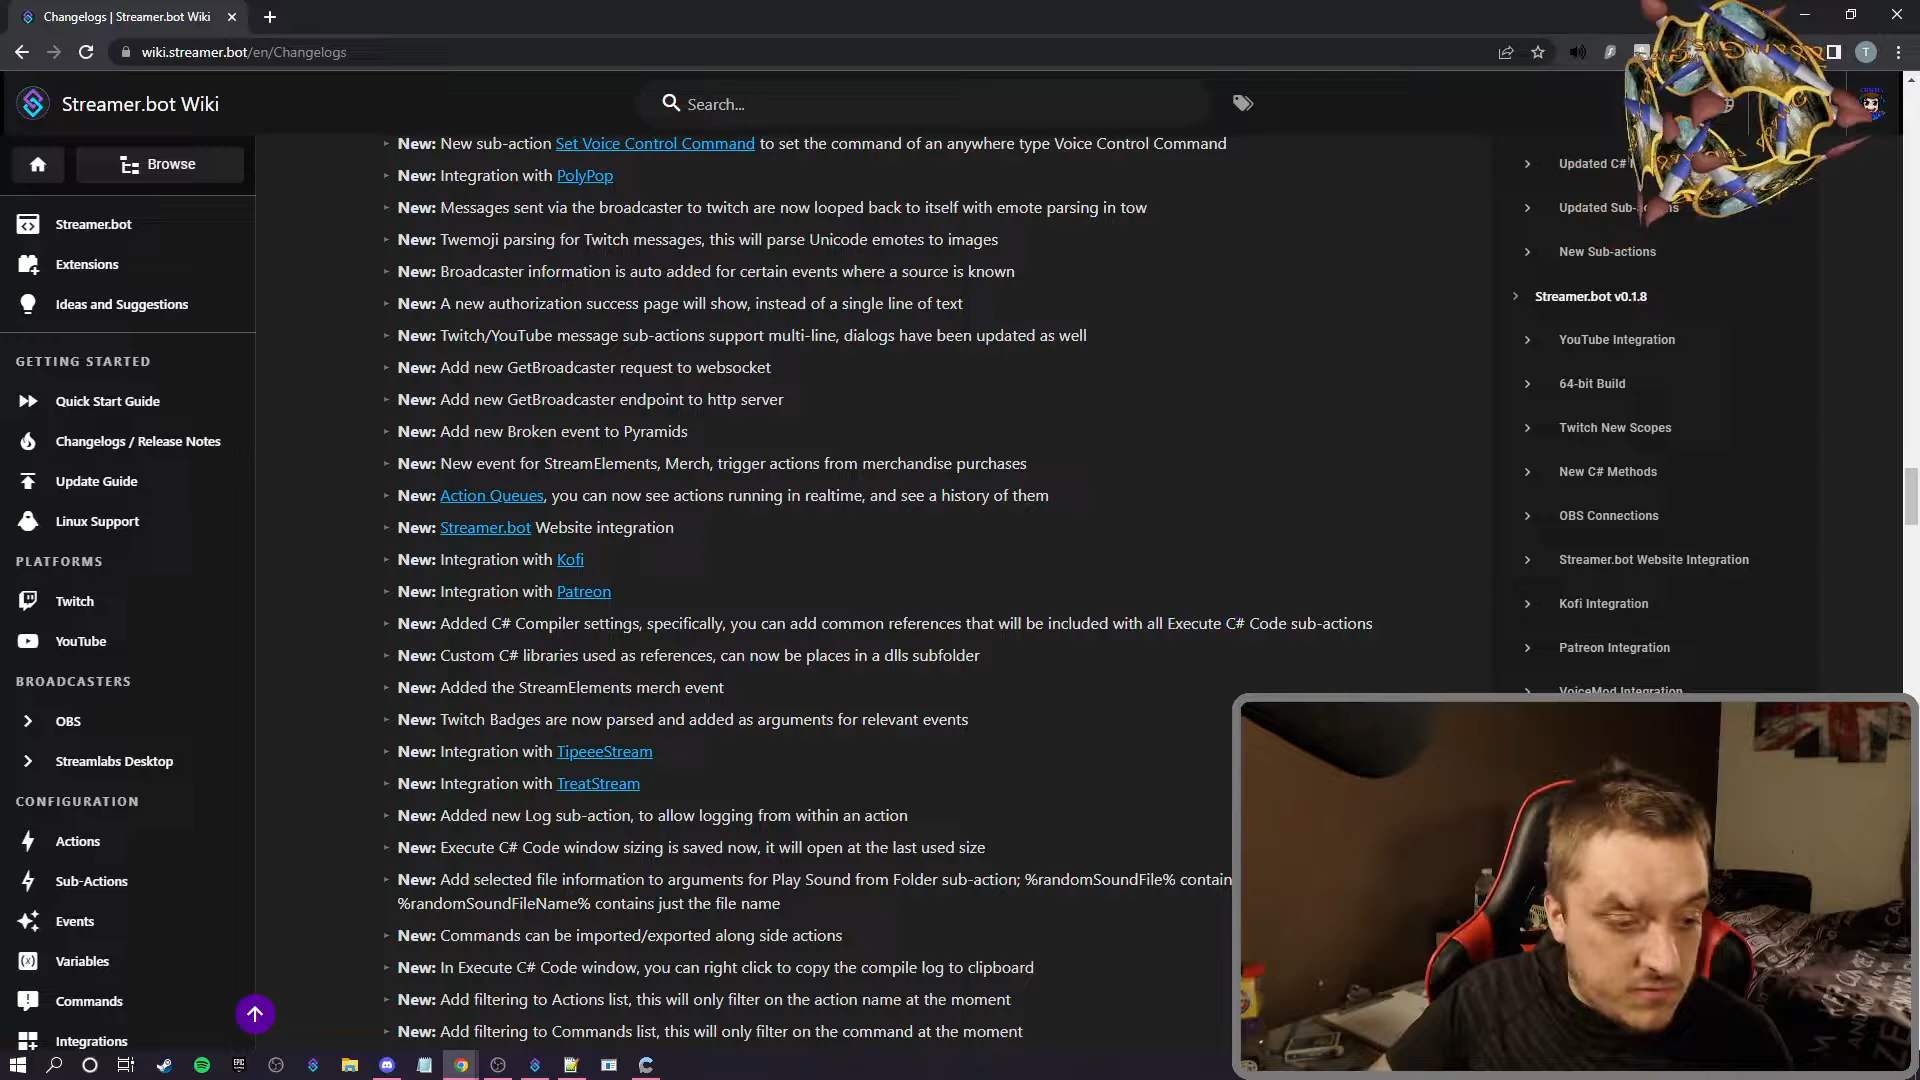 Changelogs | Streamer.bot Wiki
wiki.streamer.bot/en/Changelogs
T
Streamer.bot Wiki
Search...
Browse
Streamer.bot
Extensions
Ideas and Suggestions
GETTING STARTED
Quick Start Guide
Changelogs / Release Notes
Update Guide
Linux Support
PLATFORMS
Twitch
YouTube
BROADCASTERS
OBS
Streamlabs Desktop
CONFIGURATION
Actions
Sub-Actions
Events
Variables
Commands
Integrations
New: New sub-action Set Voice Control Command to set the command of an anywhere type Voice Control Command
New: Integration with PolyPop
New: Messages sent via the broadcaster to twitch are now looped back to itself with emote parsing in tow
New: Twemoji parsing for Twitch messages, this will parse Unicode emotes to images
New: Broadcaster information is auto added for certain events where a source is known
New: A new authorization success page will show, instead of a single line of text
New: Twitch/YouTube message sub-actions support multi-line, dialogs have been updated as well
New: Add new GetBroadcaster request to websocket
New: Add new GetBroadcaster endpoint to http server
New: Add new Broken event to Pyramids
New: New event for StreamElements, Merch, trigger actions from merchandise purchases
New: Action Queues, you can now see actions running in realtime, and see a history of them
New: Streamer.bot Website integration
New: Integration with Kofi
New: Integration with Patreon
New: Added C# Compiler settings, specifically, you can add common references that will be included with all Execute C# Code sub-actions
New: Custom C# libraries used as references, can now be places in a dlls subfolder
New: Added the StreamElements merch event
New: Twitch Badges are now parsed and added as arguments for relevant events
New: Integration with TipeeeStream
New: Integration with TreatStream
New: Added new Log sub-action, to allow logging from within an action
New: Execute C# Code window sizing is saved now, it will open at the last used size
New: Add selected file information to arguments for Play Sound from Folder sub-action; %randomSoundFile% contain
%randomSoundFileName% contains just the file name
New: Commands can be imported/exported along side actions
New: In Execute C# Code window, you can right click to copy the compile log to clipboard
New: Add filtering to Actions list, this will only filter on the action name at the moment
New: Add filtering to Commands list, this will only filter on the command at the moment
Updated C#
Updated Sub-
New Sub-actions
Streamer.bot v0.1.8
YouTube Integration
64-bit Build
Twitch New Scopes
New C# Methods
OBS Connections
Streamer.bot Website Integration
Kofi Integration
Patreon Integration
VoiceMod Integration
EPIC